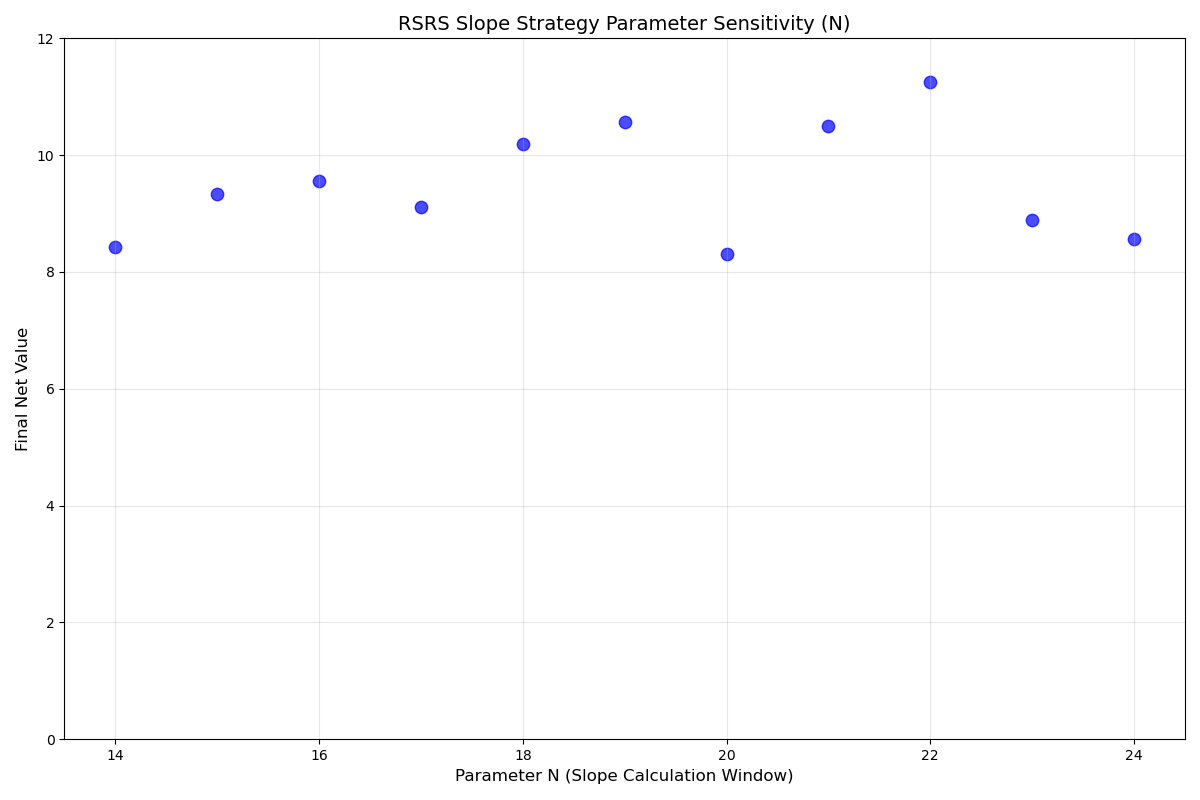 RSRS Slope Strategy Parameter Sensitivity (N)
12
10
8
6
4
2
0
Final Net Value
14 16 18 20 22 24
Parameter N (Slope Calculation Window)